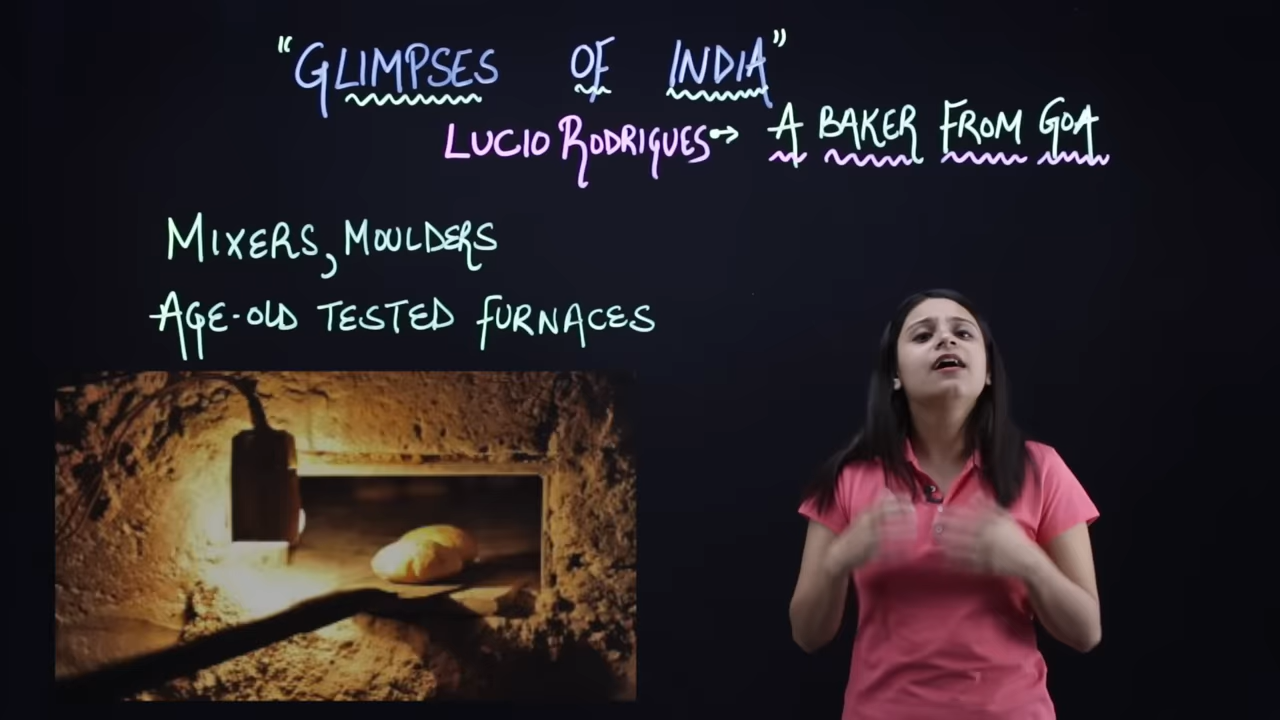 "GLIMPSES OF INDIA"
LUCIO RODRIGUES → A BAKER FROM GOA
MIXERS, MOULDERS
AGE-OLD TESTED FURNACES